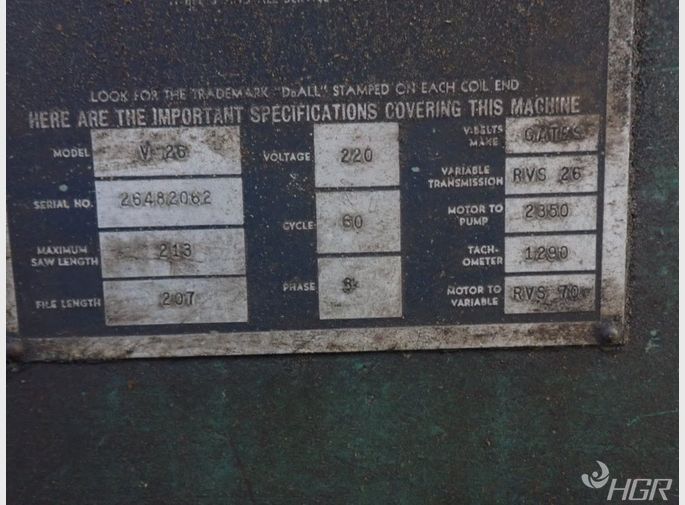 LOOK FOR THE TRADEMARK "DoALL" STAMPED ON EACH COIL END
HERE ARE THE IMPORTANT SPECIFICATIONS COVERING THIS MACHINE
MODEL V 26
SERIAL NO. 26482062
MAXIMUM
SAW LENGTH 213
FILE LENGTH 207
VOLTAGE 220
CYCLE 60
PHASE 3
V-BELTS
MAKE GATES
VARIABLE
TRANSMISSION RVS 26
MOTOR TO
PUMP 2350
TACH-
OMETER 1290
MOTOR TO
VARIABLE RVS 70
HGR